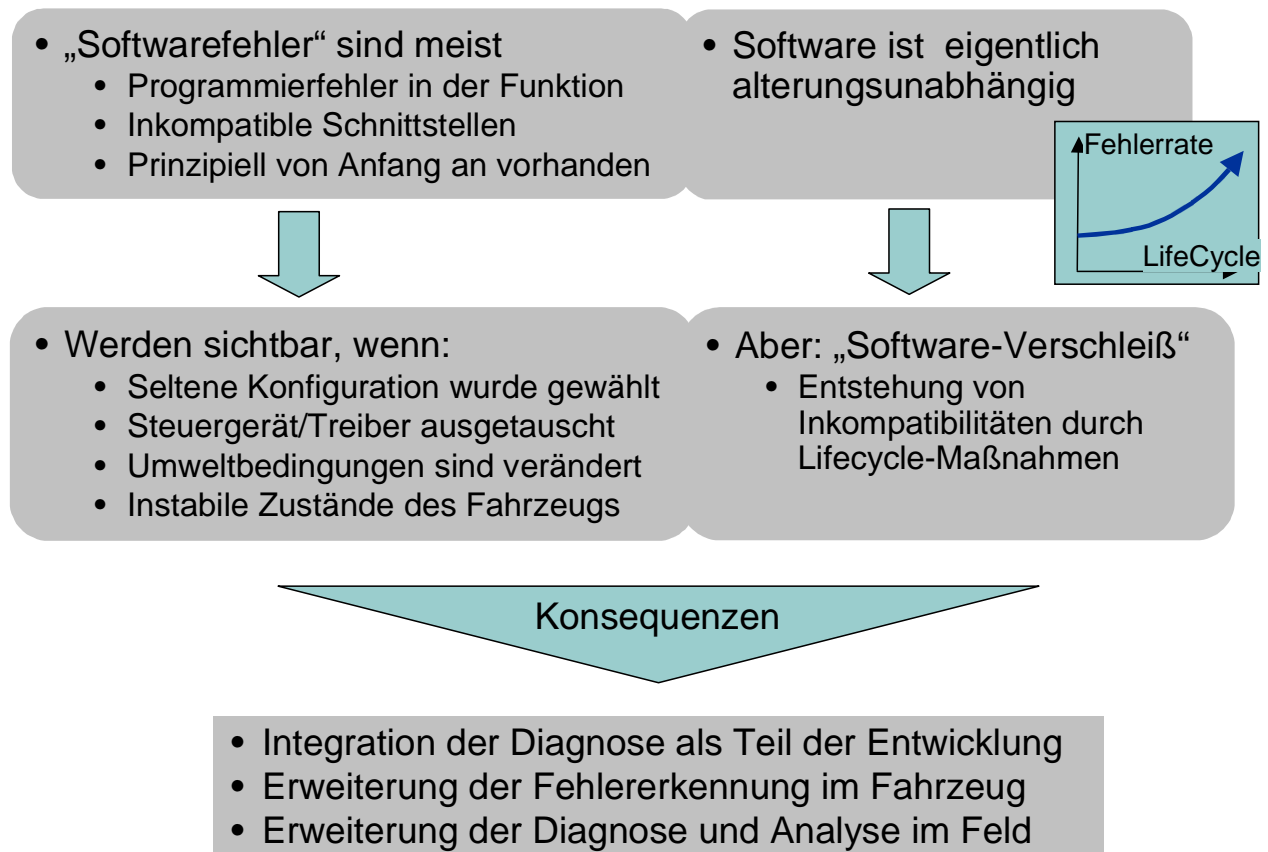 • „Softwarefehler“ sind meist
• Programmierfehler in der Funktion
• Inkompatible Schnittstellen
• Prinzipiell von Anfang an vorhanden
• Software ist eigentlich
alterungsunabhängig
Fehlerrate
LifeCycle
• Werden sichtbar, wenn:
• Seltene Konfiguration wurde gewählt
• Steuergerät/Treiber ausgetauscht
• Umweltbedingungen sind verändert
• Instabile Zustände des Fahrzeugs
• Aber: „Software-Verschleiß“
• Entstehung von
Inkompatibilitäten durch
Lifecycle-Maßnahmen
Konsequenzen
• Integration der Diagnose als Teil der Entwicklung
• Erweiterung der Fehlererkennung im Fahrzeug
• Erweiterung der Diagnose und Analyse im Feld